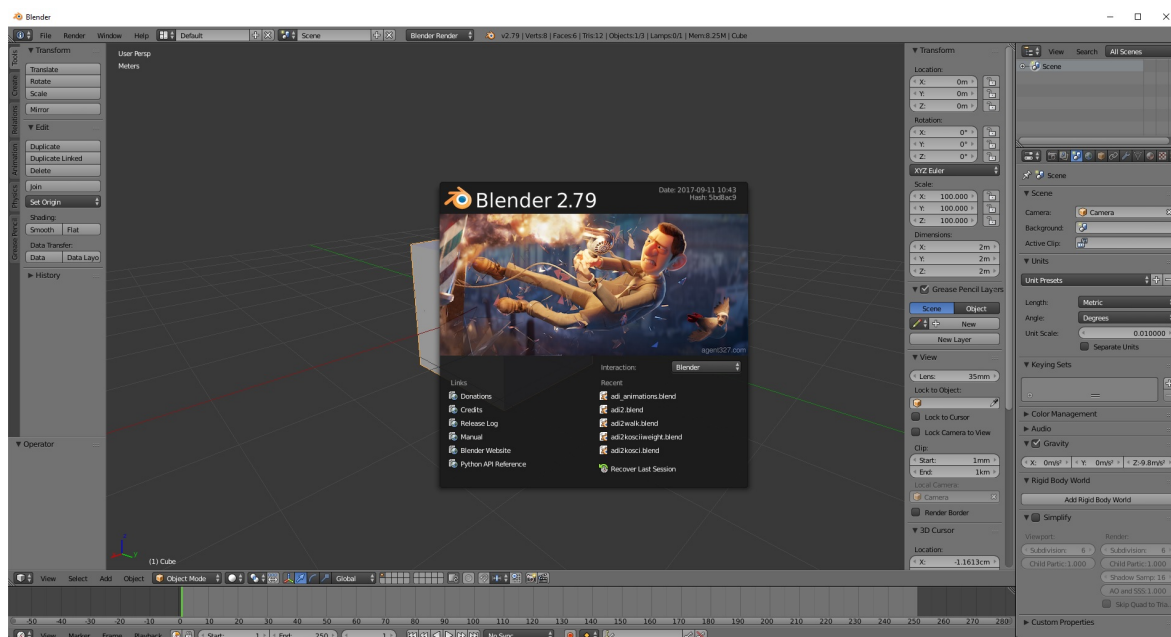 Blender
File Render Window Help Default Scene Blender Render v2.79 | Verts:8 | Faces:6 | Tris:12 | Objects:1/3 | Lamps:0/1 | Mem:8.25M | Cube
Tools
Create
Relations
Animation
Physics
Grease Pencil
Transform
Translate
Rotate
Scale
Mirror
Edit
Duplicate
Duplicate Linked
Delete
Join
Set Origin
Shading:
Smooth Flat
Data Transfer:
Data Data Layo
History
Operator
User Persp
Meters
Blender 2.79
Date: 2017-09-11 10:43
Hash: 5bd8ac9
agent327.com
Interaction: Blender
Links
Donations
Credits
Release Log
Manual
Blender Website
Python API Reference
Recent
adi_animations.blend
adi2.blend
adi2walk.blend
adi2kosciiweight.blend
adi2kosci.blend
Recover Last Session
(1) Cube
Transform
Location:
X: 0m
Y: 0m
Z: 0m
Rotation:
X: 0°
Y: 0°
Z: 0°
XYZ Euler
Scale:
X: 100.000
Y: 100.000
Z: 100.000
Dimensions:
X: 2m
Y: 2m
Z: 2m
Grease Pencil Layers
Scene Object
New
New Layer
View
Lens: 35mm
Lock to Object:
Lock to Cursor
Lock Camera to View
Clip:
Start: 1mm
End: 1km
Local Camera:
Camera
Render Border
3D Cursor
Location:
X: -1.1613cm
View Search All Scenes
Scene
Scene
Scene
Camera: Camera
Background:
Active Clip:
Units
Unit Presets
Length: Metric
Angle: Degrees
Unit Scale: 0.010000
Separate Units
Keying Sets
Color Management
Audio
Gravity
X: 0m/s² Y: 0m/s² Z:-9.8m/s²
Rigid Body World
Add Rigid Body World
Simplify
Viewport: Render:
Subdivision: 6 Subdivision: 6
Child Partic: 1.000 Child Partic: 1.000
Shadow Samp: 16
AO and SSS: 1.000
Skip Quad to Tria
Custom Properties
View Select Add Object Object Mode Global
-50 -40 -30 -20 -10 0 10 20 30 40 50 60 70 80 90 100 110 120 130 140 150 160 170 180 190 200 210 220 230 240 250 260 270 280
View Marker Frame Playback Start: 1 End: 250 1 No Sync